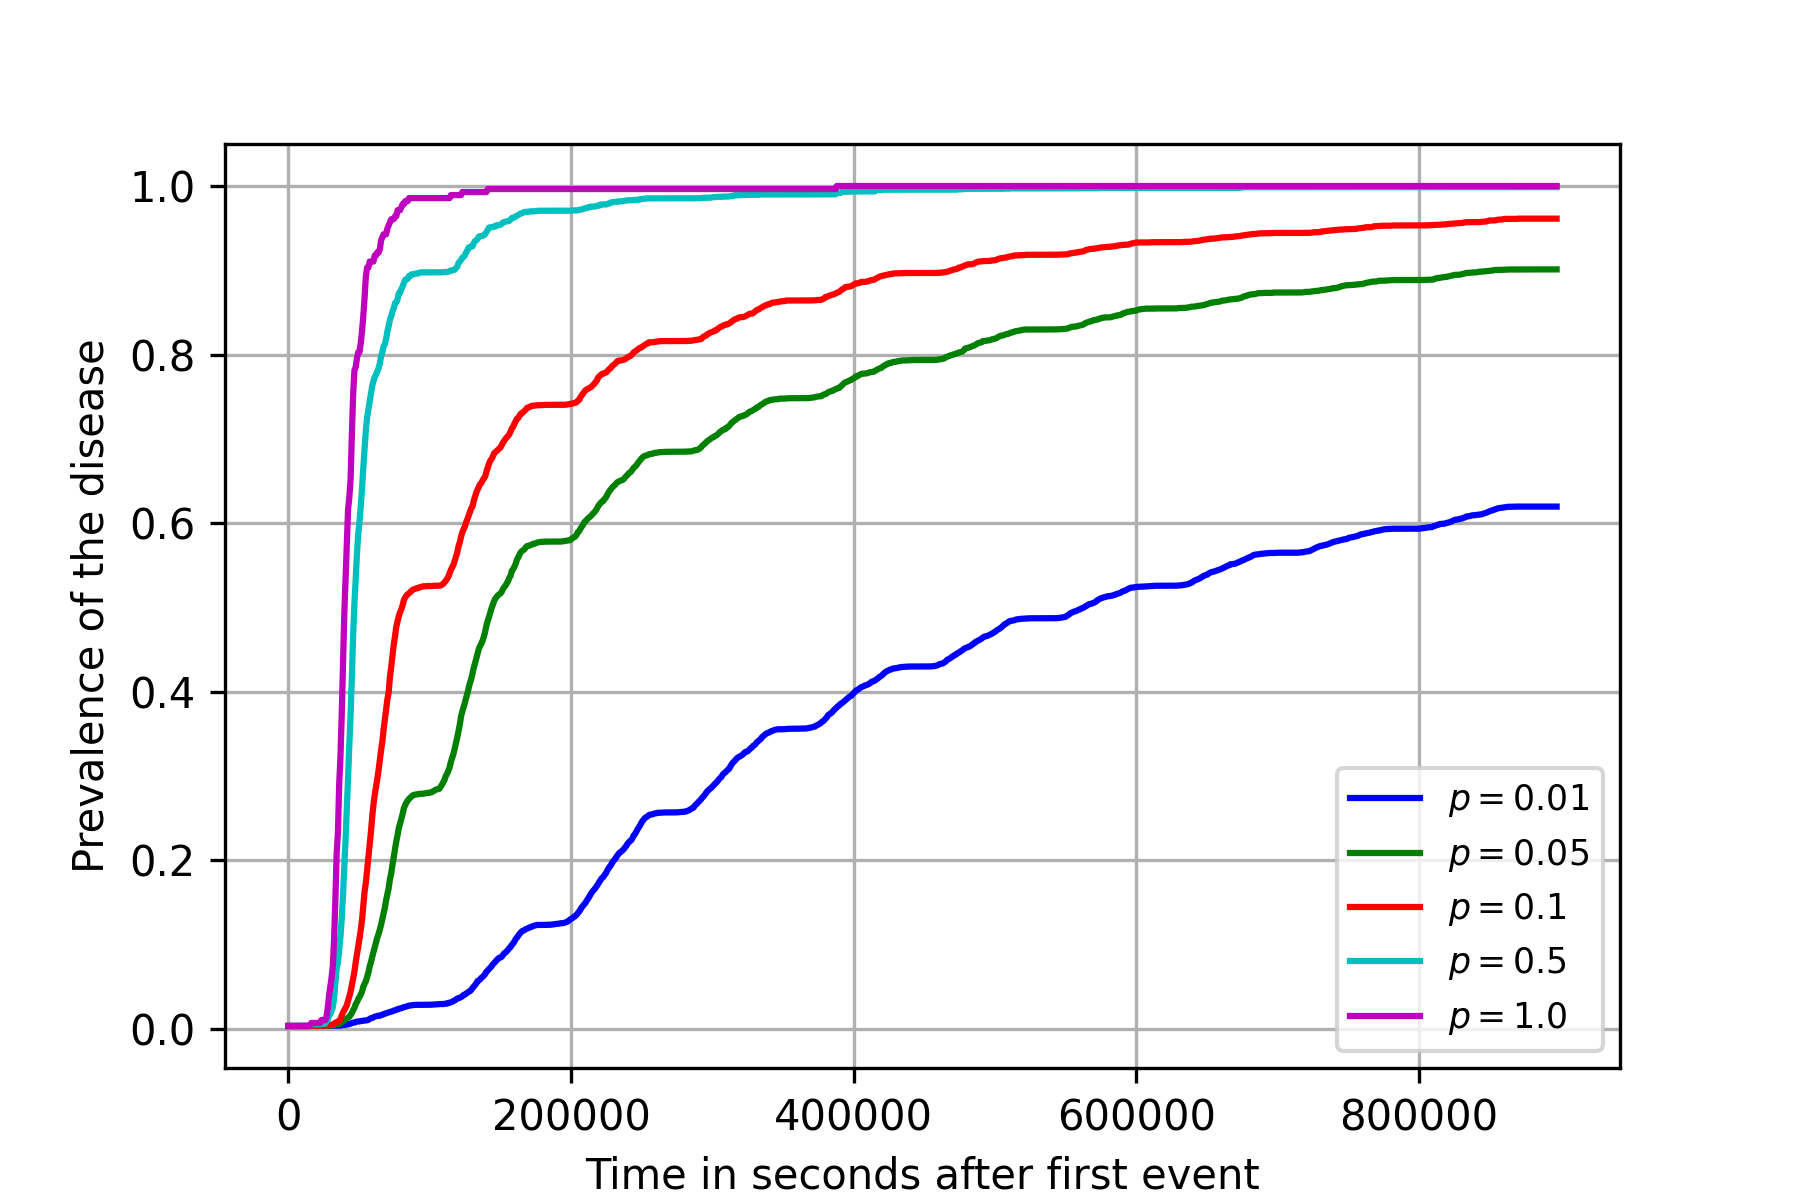 Prevalence of the disease
1.0
0.8
0.6
0.4
0.2
0.0
p = 0.01
p = 0.05
p = 0.1
p = 0.5
p = 1.0
0 200000 400000 600000 800000
Time in seconds after first event